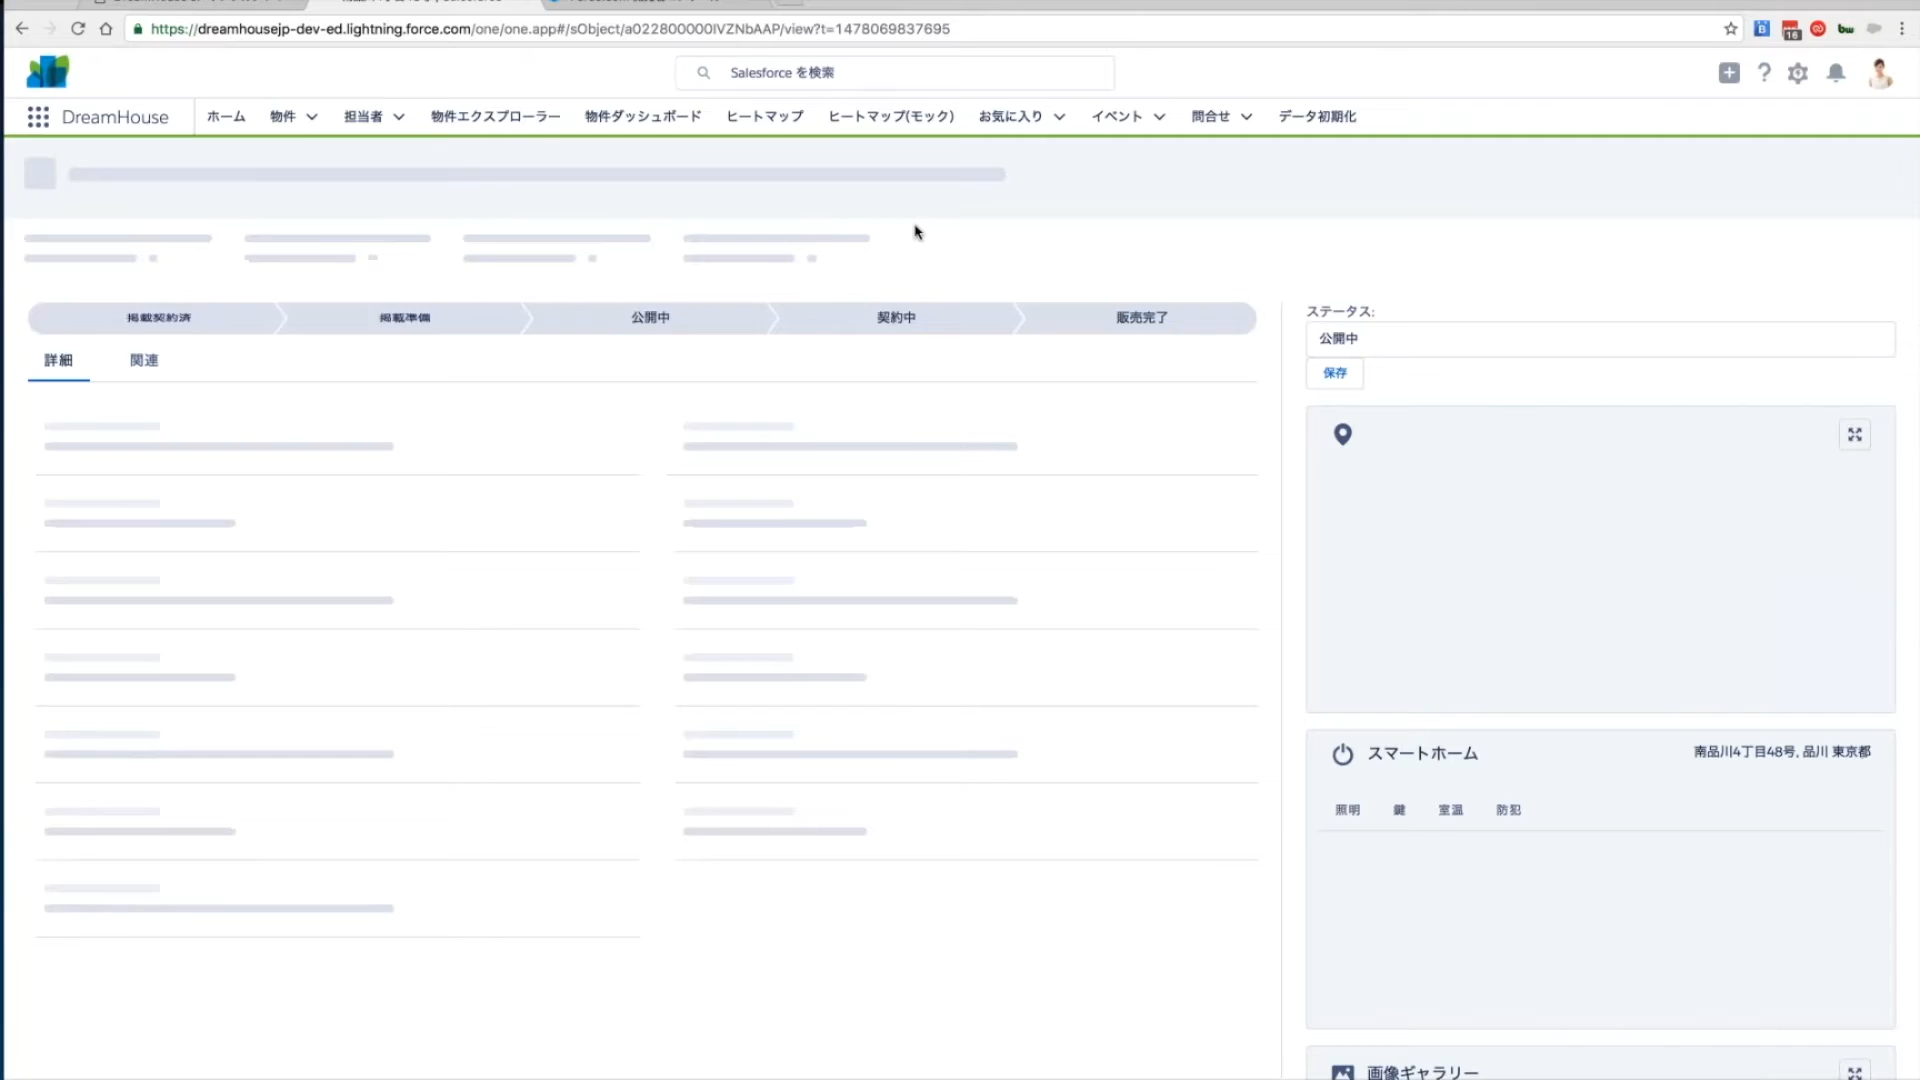 https://dreamhousejp-dev-ed.lightning.force.com/one/one.app#/sObject/a022800000IVZNbAAP/view?t=1478069837695
16
bw
Salesforce を検索
DreamHouse ホーム 物件 担当者 物件エクスプローラー 物件ダッシュボード ヒートマップ ヒートマップ(モック) お気に入り イベント 問合せ データ初期化
掲載契約済 掲載準備 公開中 契約中 販売完了
詳細 関連
ステータス:
公開中
保存
スマートホーム 南品川4丁目48号, 品川 東京都
照明 鍵 室温 防犯
画像ギャラリー